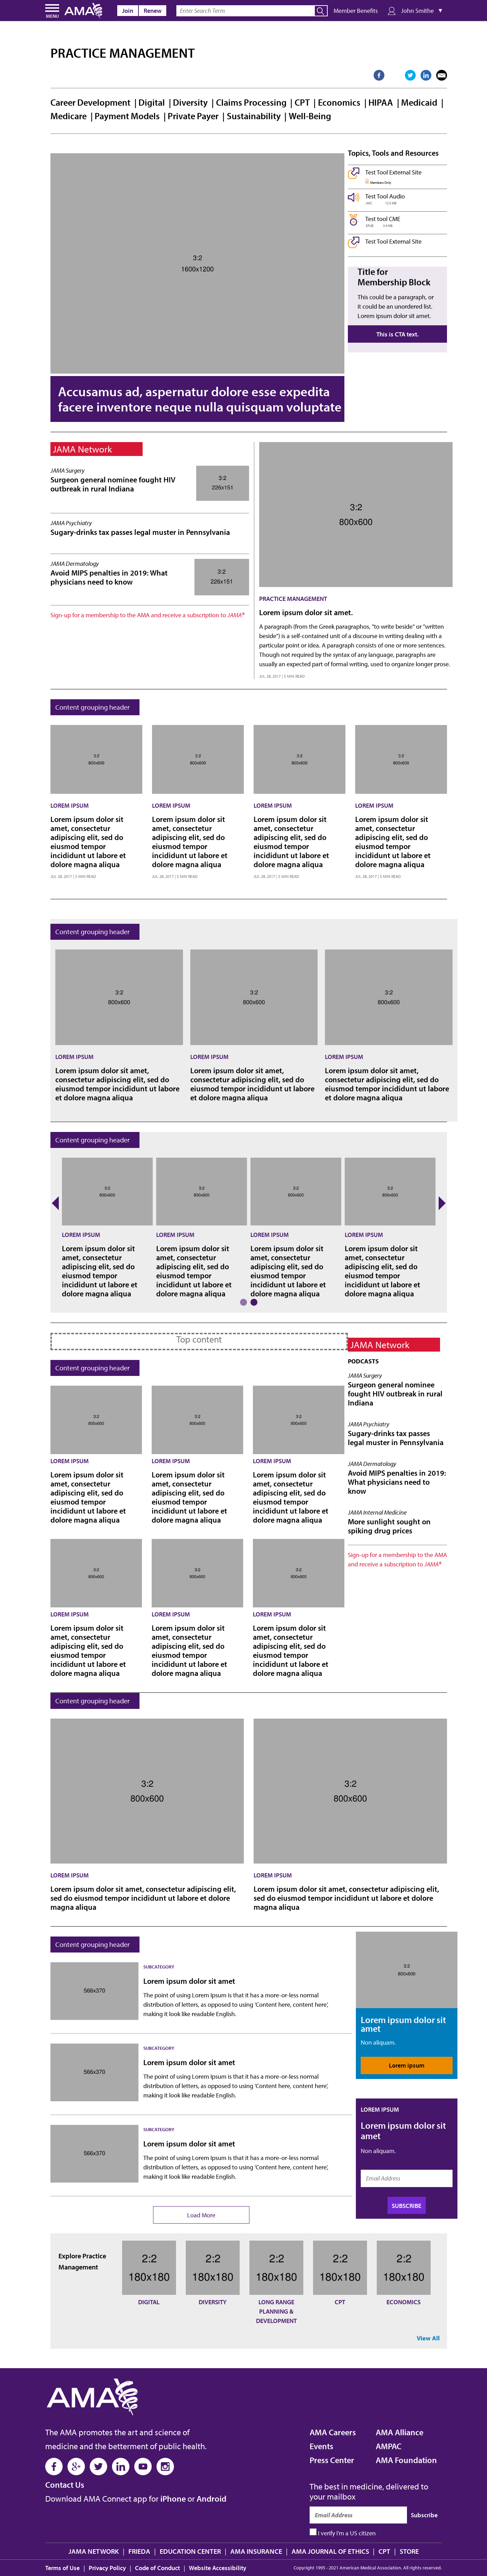 MENU AMA Join Renew Enter Search Term Member Benefits John Smithe ▼
PRACTICE MANAGEMENT
Career Development | Digital | Diversity | Claims Processing | CPT | Economics | HIPAA | Medicaid |
Medicare | Payment Models | Private Payer | Sustainability | Well-Being
3:2
1600x1200
Accusamus ad, aspernatur dolore esse expedita
facere inventore neque nulla quisquam voluptate
Topics, Tools and Resources
Test Tool External Site
Members Only
Test Tool Audio
Test tool CME
Test Tool External Site
Title for
Membership Block
This could be a paragraph, or
it could be an unordered list.
Lorem ipsum dolor sit amet.
This is CTA text.
JAMA Network
JAMA Surgery
Surgeon general nominee fought HIV
outbreak in rural Indiana
3:2
226x151
JAMA Psychiatry
Sugary-drinks tax passes legal muster in Pennsylvania
JAMA Dermatology
Avoid MIPS penalties in 2019: What
physicians need to know
3:2
226x151
Sign-up for a membership to the AMA and receive a subscription to JAMA®
3:2
800x600
PRACTICE MANAGEMENT
Lorem ipsum dolor sit amet.
A paragraph (from the Greek paragraphos, "to write beside" or "written
beside") is a self-contained unit of a discourse in writing dealing with a
particular point or idea. A paragraph consists of one or more sentences.
Though not required by the syntax of any language, paragraphs are
usually an expected part of formal writing, used to organize longer prose.
JUL. 28, 2017 | 5 MIN READ
Content grouping header
3:2 3:2 3:2 3:2
800x600 800x600 800x600 800x600
LOREM IPSUM LOREM IPSUM LOREM IPSUM LOREM IPSUM
Lorem ipsum dolor sit Lorem ipsum dolor sit Lorem ipsum dolor sit Lorem ipsum dolor sit
amet, consectetur amet, consectetur amet, consectetur amet, consectetur
adipiscing elit, sed do adipiscing elit, sed do adipiscing elit, sed do adipiscing elit, sed do
eiusmod tempor eiusmod tempor eiusmod tempor eiusmod tempor
incididunt ut labore et incididunt ut labore et incididunt ut labore et incididunt ut labore et
dolore magna aliqua dolore magna aliqua dolore magna aliqua dolore magna aliqua
JUL. 28, 2017 | 5 MIN READ JUL. 28, 2017 | 5 MIN READ JUL. 28, 2017 | 5 MIN READ JUL. 28, 2017 | 5 MIN READ
Content grouping header
3:2 3:2 3:2
800x600 800x600 800x600
LOREM IPSUM LOREM IPSUM LOREM IPSUM
Lorem ipsum dolor sit amet, Lorem ipsum dolor sit amet, Lorem ipsum dolor sit amet,
consectetur adipiscing elit, sed do consectetur adipiscing elit, sed do consectetur adipiscing elit, sed do
eiusmod tempor incididunt ut labore eiusmod tempor incididunt ut labore eiusmod tempor incididunt ut labore
et dolore magna aliqua et dolore magna aliqua et dolore magna aliqua
Content grouping header
3:2 3:2 3:2 3:2
800x600 800x600 800x600 800x600
LOREM IPSUM LOREM IPSUM LOREM IPSUM LOREM IPSUM
Lorem ipsum dolor sit Lorem ipsum dolor sit Lorem ipsum dolor sit Lorem ipsum dolor sit
amet, consectetur amet, consectetur amet, consectetur amet, consectetur
adipiscing elit, sed do adipiscing elit, sed do adipiscing elit, sed do adipiscing elit, sed do
eiusmod tempor eiusmod tempor eiusmod tempor eiusmod tempor
incididunt ut labore et incididunt ut labore et incididunt ut labore et incididunt ut labore et
dolore magna aliqua dolore magna aliqua dolore magna aliqua dolore magna aliqua
Top content
Content grouping header
3:2 3:2 3:2
800x600 800x600 800x600
LOREM IPSUM LOREM IPSUM LOREM IPSUM
Lorem ipsum dolor sit Lorem ipsum dolor sit Lorem ipsum dolor sit
amet, consectetur amet, consectetur amet, consectetur
adipiscing elit, sed do adipiscing elit, sed do adipiscing elit, sed do
eiusmod tempor eiusmod tempor eiusmod tempor
incididunt ut labore et incididunt ut labore et incididunt ut labore et
dolore magna aliqua dolore magna aliqua dolore magna aliqua
3:2 3:2 3:2
800x600 800x600 800x600
LOREM IPSUM LOREM IPSUM LOREM IPSUM
Lorem ipsum dolor sit Lorem ipsum dolor sit Lorem ipsum dolor sit
amet, consectetur amet, consectetur amet, consectetur
adipiscing elit, sed do adipiscing elit, sed do adipiscing elit, sed do
eiusmod tempor eiusmod tempor eiusmod tempor
incididunt ut labore et incididunt ut labore et incididunt ut labore et
dolore magna aliqua dolore magna aliqua dolore magna aliqua
JAMA Network
PODCASTS
JAMA Surgery
Surgeon general nominee
fought HIV outbreak in rural
Indiana
JAMA Psychiatry
Sugary-drinks tax passes
legal muster in Pennsylvania
JAMA Dermatology
Avoid MIPS penalties in 2019:
What physicians need to
know
JAMA Internal Medicine
More sunlight sought on
spiking drug prices
Sign-up for a membership to the AMA
and receive a subscription to JAMA®
Content grouping header
3:2 3:2
800x600 800x600
LOREM IPSUM LOREM IPSUM
Lorem ipsum dolor sit amet, consectetur adipiscing elit, Lorem ipsum dolor sit amet, consectetur adipiscing elit,
sed do eiusmod tempor incididunt ut labore et dolore sed do eiusmod tempor incididunt ut labore et dolore
magna aliqua magna aliqua
Content grouping header
566x370
SUBCATEGORY
Lorem ipsum dolor sit amet
The point of using Lorem Ipsum is that it has a more-or-less normal
distribution of letters, as opposed to using 'Content here, content here',
making it look like readable English.
566x370
SUBCATEGORY
Lorem ipsum dolor sit amet
The point of using Lorem Ipsum is that it has a more-or-less normal
distribution of letters, as opposed to using 'Content here, content here',
making it look like readable English.
566x370
SUBCATEGORY
Lorem ipsum dolor sit amet
The point of using Lorem Ipsum is that it has a more-or-less normal
distribution of letters, as opposed to using 'Content here, content here',
making it look like readable English.
Load More
3:2
800x600
Lorem ipsum dolor sit
amet
Non aliquam.
Lorem ipsum
LOREM IPSUM
Lorem ipsum dolor sit
amet
Non aliquam.
Email Address
SUBSCRIBE
Explore Practice
Management
2:2 2:2 2:2 2:2 2:2
180x180 180x180 180x180 180x180 180x180
DIGITAL DIVERSITY LONG RANGE CPT ECONOMICS
PLANNING &
DEVELOPMENT
View All
AMA
The AMA promotes the art and science of
medicine and the betterment of public health.
Contact Us
Download AMA Connect app for iPhone or Android
AMA Careers AMA Alliance
Events AMPAC
Press Center AMA Foundation
The best in medicine, delivered to
your mailbox
Email Address Subscribe
I verify I'm a US citizen
JAMA NETWORK | FRIEDA | EDUCATION CENTER | AMA INSURANCE | AMA JOURNAL OF ETHICS | CPT | STORE
Terms of Use | Privacy Policy | Code of Conduct | Website Accessibility
Copyright 1995 - 2021 American Medical Association. All rights reserved.